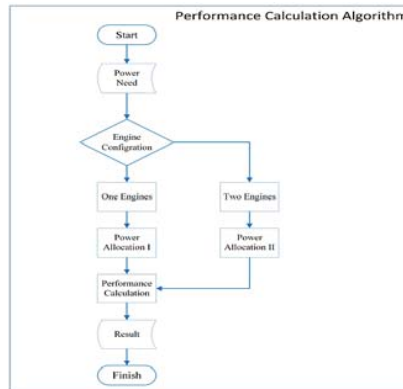 Performance Calculation Algorithm
Start
Power
Need
Engine
Configration
One Engines
Two Engines
Power
Allocation I
Power
Allocation II
Performance
Calculation
Result
Finish